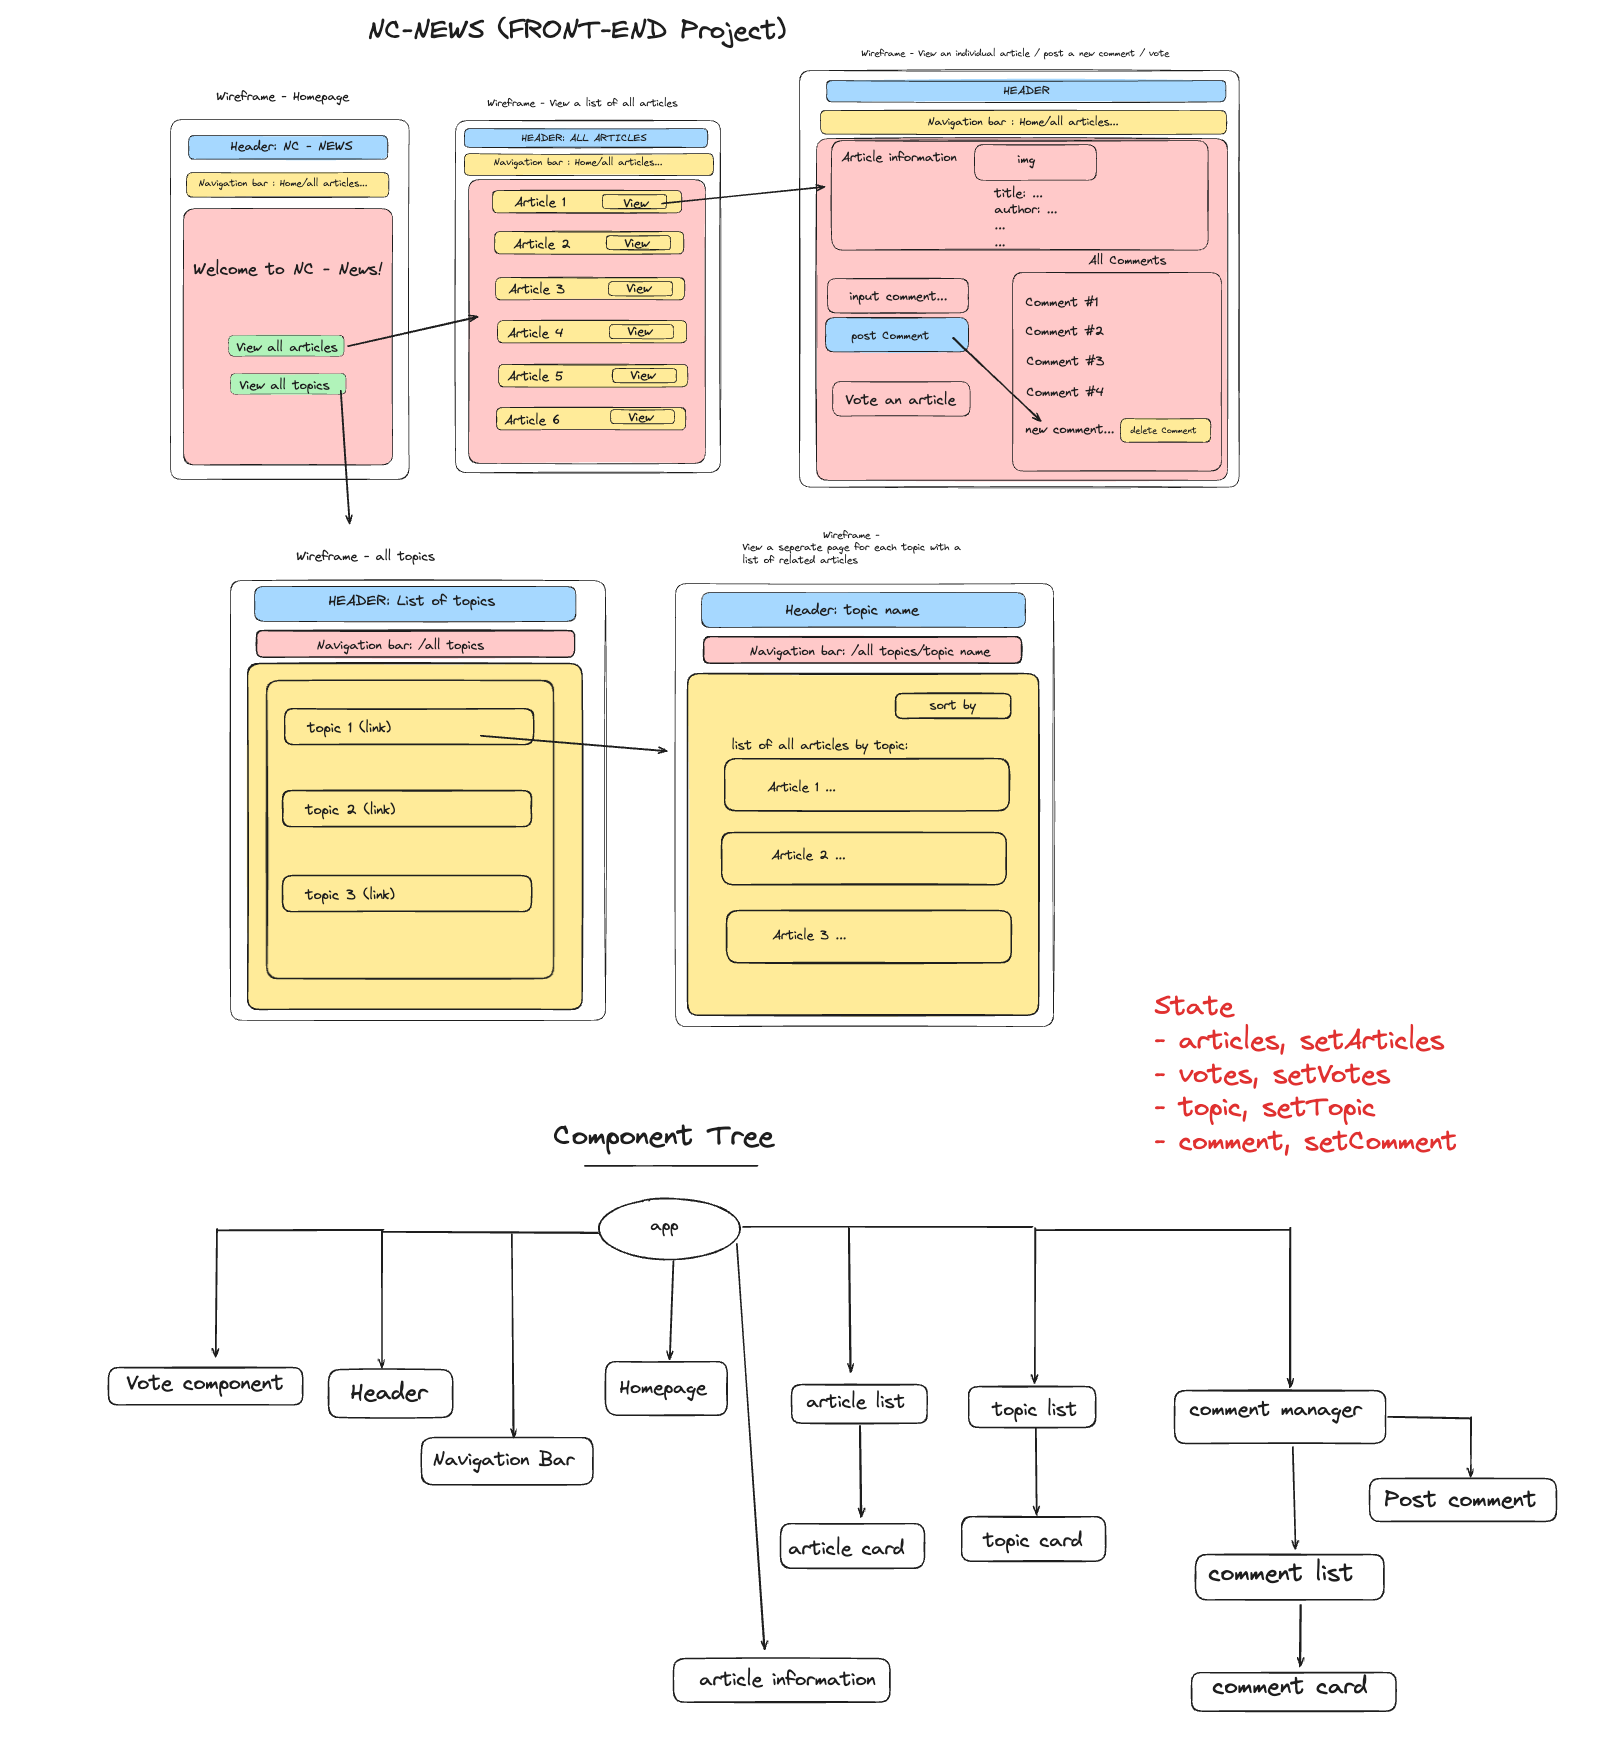 NC-NEWS (FRONT-END Project)
Wireframe - Homepage
Header: NC - NEWS
Navigation bar : Home/all articles...
Welcome to NC - News!
View all articles
View all topics
Wireframe - View a list of all articles
HEADER: ALL ARTICLES
Navigation bar : Home/all articles...
Article 1 View
Article 2 View
Article 3 View
Article 4 View
Article 5 View
Article 6 View
Wireframe - View an individual article / post a new comment / vote
HEADER
Navigation bar : Home/all articles...
Article information
img
title: ...
author: ...
...
...
All Comments
input comment...
post Comment
Vote an article
Comment #1
Comment #2
Comment #3
Comment #4
new comment...
delete Comment
Wireframe - all topics
HEADER: List of topics
Navigation bar: /all topics
topic 1 (link)
topic 2 (link)
topic 3 (link)
Wireframe -
View a seperate page for each topic with a
list of related articles
Header: topic name
Navigation bar: /all topics/topic name
sort by
list of all articles by topic:
Article 1 ...
Article 2 ...
Article 3 ...
State
- articles, setArticles
- votes, setVotes
- topic, setTopic
- comment, setComment
Component Tree
app
Vote component
Header
Navigation Bar
Homepage
article list
topic list
comment manager
Post comment
article card
topic card
comment list
article information
comment card